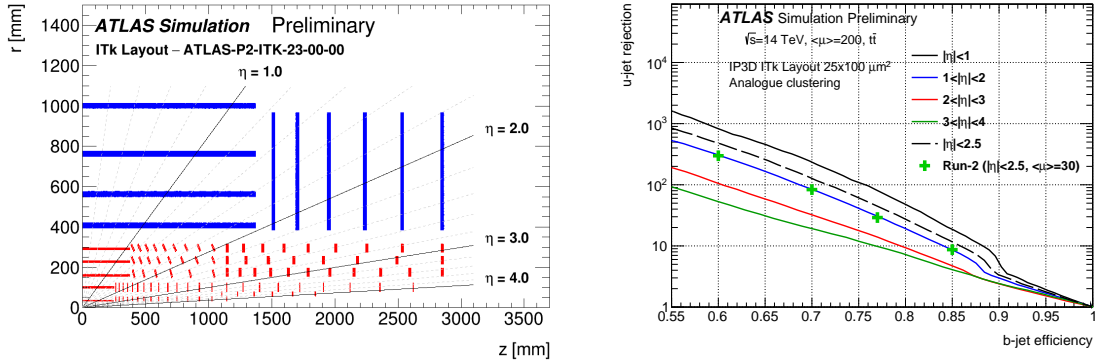 ATLAS Simulation Preliminary
ITk Layout – ATLAS-P2-ITK-23-00-00
η = 1.0
η = 2.0
η = 3.0
η = 4.0
r [mm]
1400
1200
1000
800
600
400
200
0
0 500 1000 1500 2000 2500 3000 3500
z [mm]
ATLAS Simulation Preliminary
√s=14 TeV, <μ>=200, tt̄
IP3D ITk Layout 25x100 μm²
Analogue clustering
|η|<1
1<|η|<2
2<|η|<3
3<|η|<4
|η|<2.5
Run-2 (|η|<2.5, <μ>=30)
u-jet rejection
10⁴
10³
10²
10
1
0.55 0.6 0.65 0.7 0.75 0.8 0.85 0.9 0.95 1
b-jet efficiency